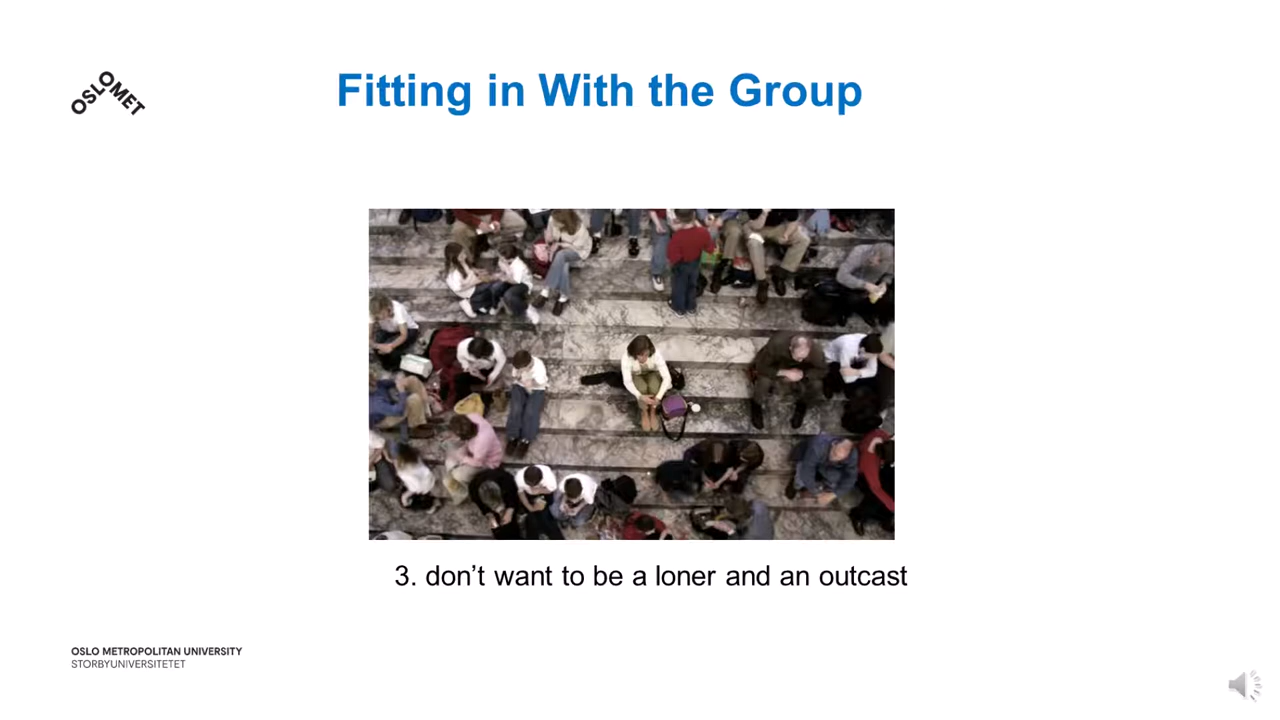 OSLOMET
Fitting in With the Group
3. don’t want to be a loner and an outcast
OSLO METROPOLITAN UNIVERSITY
STORBYUNIVERSITETET